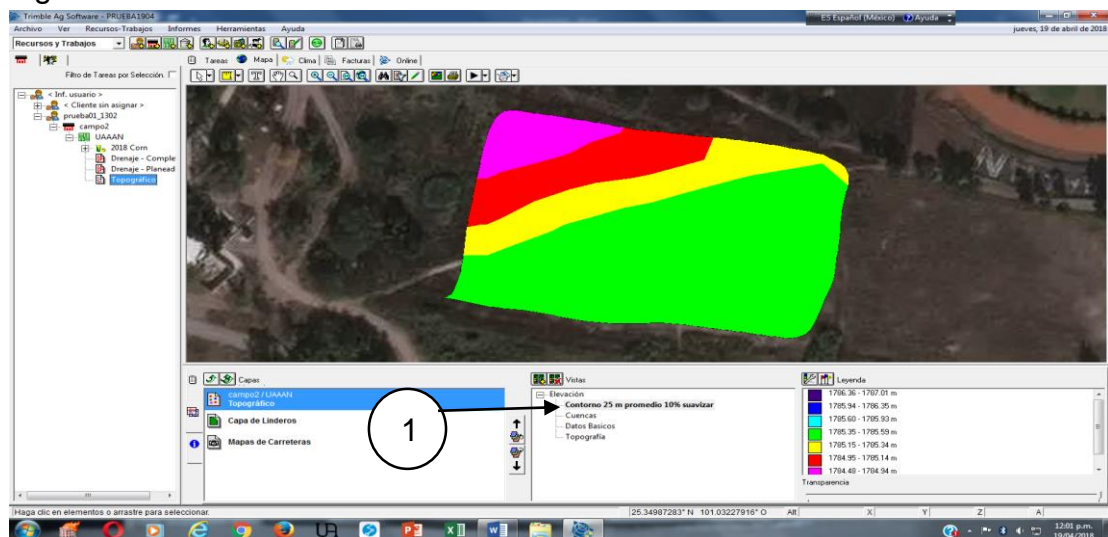 Trimble Ag Software - PRUEBA1904
ES Español (México) Ayuda
Archivo Ver Recursos-Trabajos Informes Herramientas Ayuda
jueves, 19 de abril de 2018
Recursos y Trabajos
Tareas Mapa Clima Facturas Online
Filtro de Tareas por Selección.
< Inf. usuario >
< Cliente sin asignar >
prueba01_1302
campo2
UAAAN
2018 Corn
Drenaje - Comple
Drenaje - Planead
Topográfico
Capas
campo2 / UAAAN
Topográfico
Capa de Linderos
Mapas de Carreteras
1
Vistas
Elevación
Contorno 25 m promedio 10% suavizar
Cuencas
Datos Basicos
Topografía
Leyenda
1786.36 - 1787.01 m
1785.94 - 1786.35 m
1785.60 - 1785.93 m
1785.35 - 1785.59 m
1785.15 - 1785.34 m
1784.95 - 1785.14 m
1784.48 - 1784.94 m
Transparencia
Haga clic en elementos o arrastre para seleccionar.
25.34987283° N 101.03227916° O Alt X Y Z A
12:01 p.m.
19/04/2018